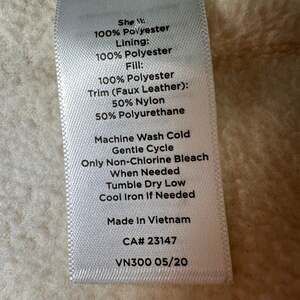 Shell:
100% Polyester
Lining:
100% Polyester
Fill:
100% Polyester
Trim (Faux Leather):
50% Nylon
50% Polyurethane
Machine Wash Cold
Gentle Cycle
Only Non-Chlorine Bleach
When Needed
Tumble Dry Low
Cool Iron If Needed
Made in Vietnam
CA# 23147
VN300 05/20